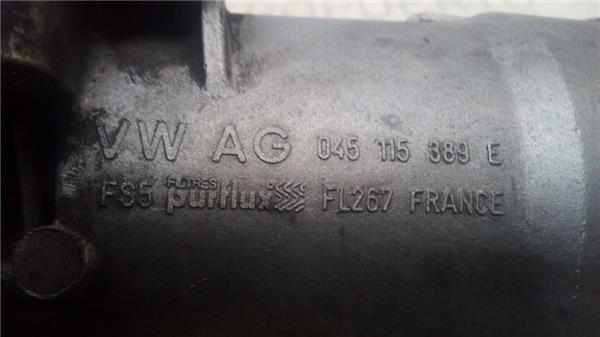 VW AG 045 115 389 E
FS5 FILTRES purflux FL267 FRANCE